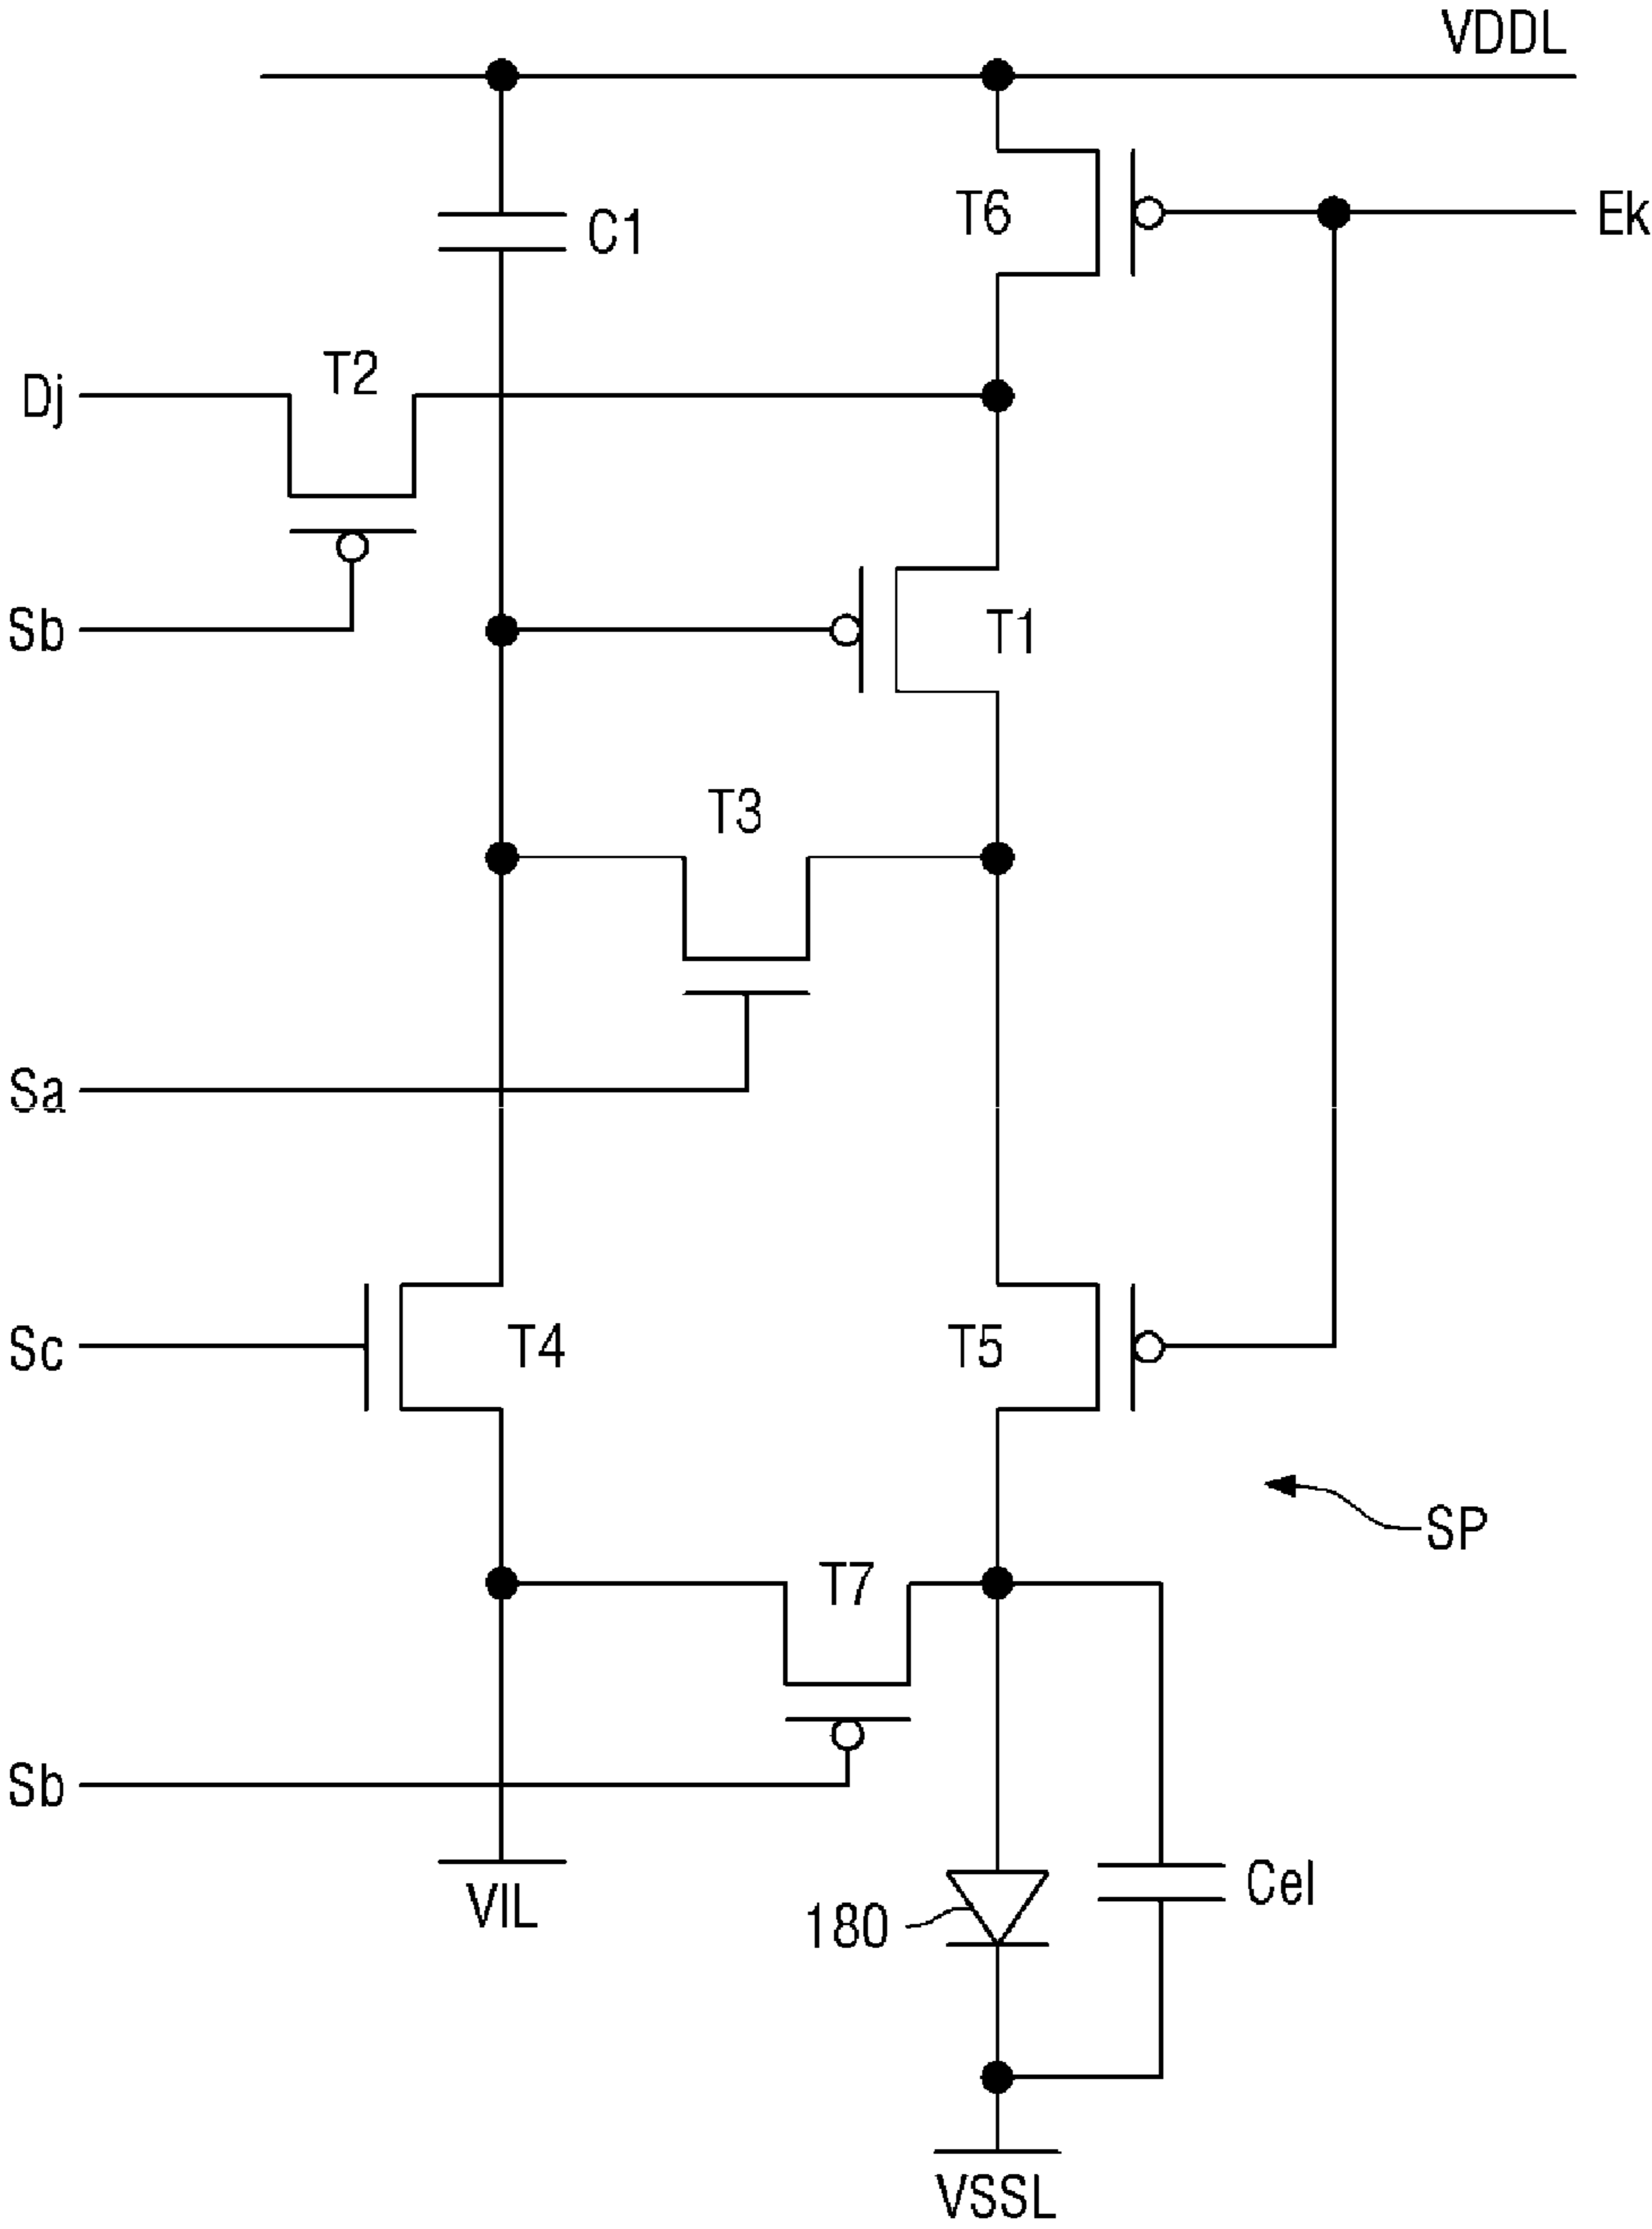 VDDL
T6
Ek
C1
T2
Dj
Sb
T1
T3
Sa
Sc
T4
T5
SP
T7
Sb
Cel
VIL
180
VSSL